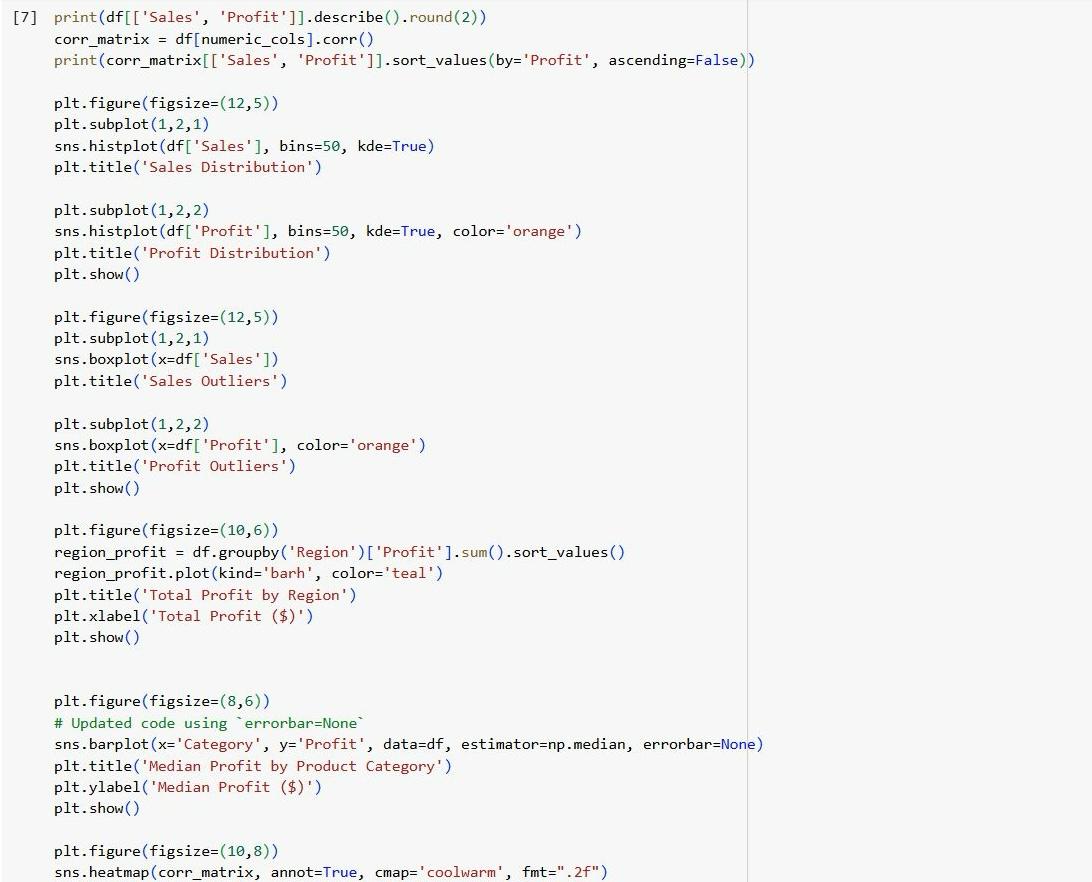 [7] print(df[['Sales', 'Profit']].describe().round(2))
corr_matrix = df[numeric_cols].corr()
print(corr_matrix[['Sales', 'Profit']].sort_values(by='Profit', ascending=False))
plt.figure(figsize=(12,5))
plt.subplot(1,2,1)
sns.histplot(df['Sales'], bins=50, kde=True)
plt.title('Sales Distribution')
plt.subplot(1,2,2)
sns.histplot(df['Profit'], bins=50, kde=True, color='orange')
plt.title('Profit Distribution')
plt.show()
plt.figure(figsize=(12,5))
plt.subplot(1,2,1)
sns.boxplot(x=df['Sales'])
plt.title('Sales Outliers')
plt.subplot(1,2,2)
sns.boxplot(x=df['Profit'], color='orange')
plt.title('Profit Outliers')
plt.show()
plt.figure(figsize=(10,6))
region_profit = df.groupby('Region')['Profit'].sum().sort_values()
region_profit.plot(kind='barh', color='teal')
plt.title('Total Profit by Region')
plt.xlabel('Total Profit ($)')
plt.show()
plt.figure(figsize=(8,6))
# Updated code using `errorbar=None`
sns.barplot(x='Category', y='Profit', data=df, estimator=np.median, errorbar=None)
plt.title('Median Profit by Product Category')
plt.ylabel('Median Profit ($)')
plt.show()
plt.figure(figsize=(10,8))
sns.heatmap(corr_matrix, annot=True, cmap='coolwarm', fmt=".2f")